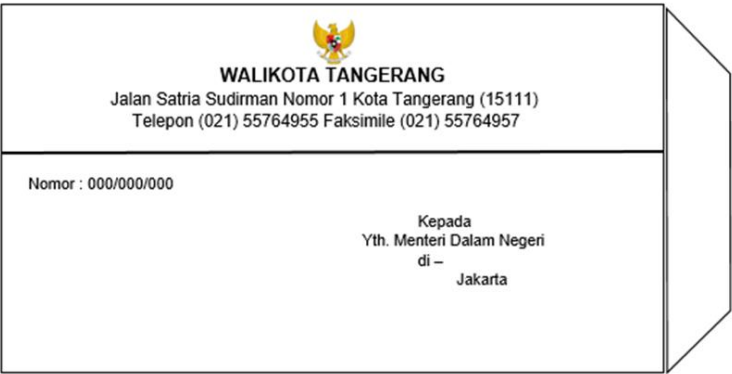 WALIKOTA TANGERANG
Jalan Satria Sudirman Nomor 1 Kota Tangerang (15111)
Telepon (021) 55764955 Faksimile (021) 55764957
Nomor : 000/000/000
Kepada
Yth. Menteri Dalam Negeri
di –
Jakarta